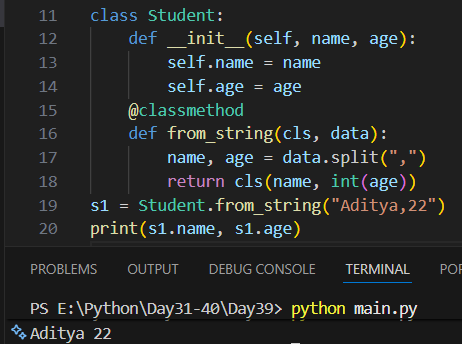 11 class Student:
12     def __init__(self, name, age):
13         self.name = name
14         self.age = age
15     @classmethod
16     def from_string(cls, data):
17         name, age = data.split(",")
18         return cls(name, int(age))
19 s1 = Student.from_string("Aditya,22")
20 print(s1.name, s1.age)
PROBLEMS OUTPUT DEBUG CONSOLE TERMINAL POR
PS E:\Python\Day31-40\Day39> python main.py
Aditya 22